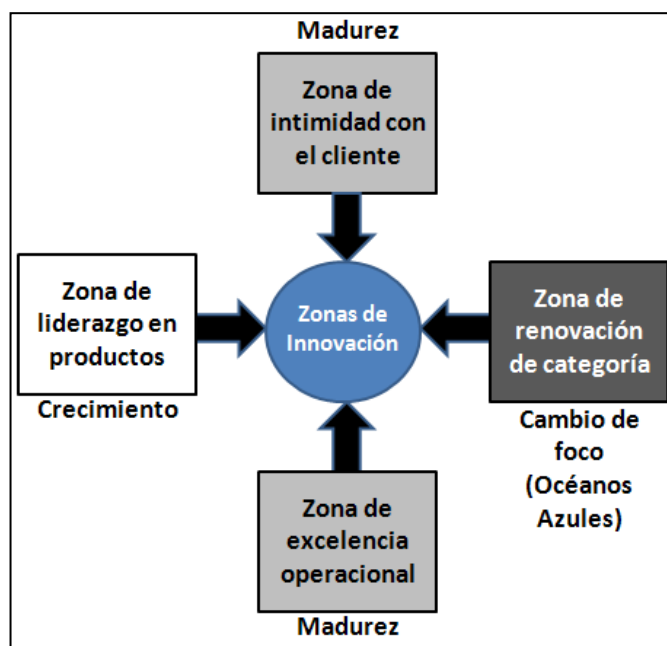 Madurez
Zona de
intimidad con
el cliente
Zona de
liderazgo en
productos
Crecimiento
Zonas de
Innovación
Zona de
renovación
de categoría
Cambio de
foco
(Océanos
Azules)
Zona de
excelencia
operacional
Madurez